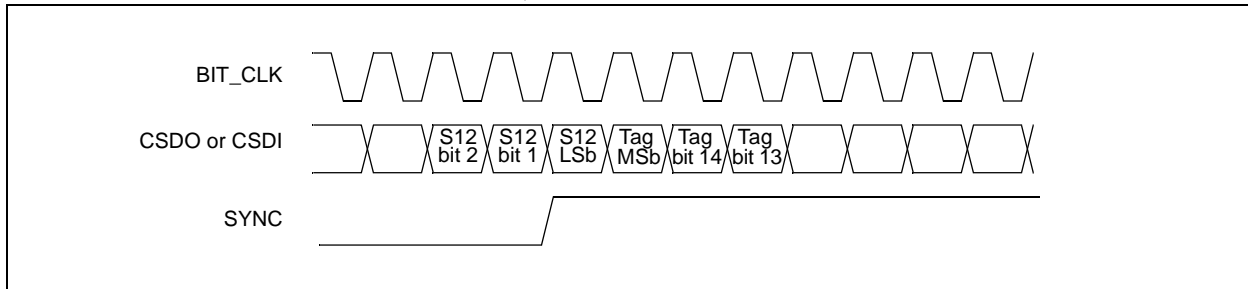 BIT_CLK
CSDO or CSDI
S12 bit 2
S12 bit 1
S12 LSb
Tag MSb
Tag bit 14
Tag bit 13
SYNC